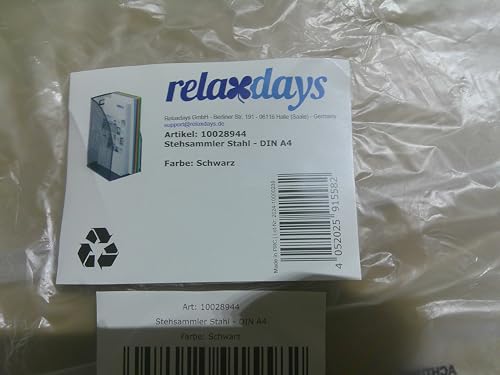 relaxdays
Relaxdays GmbH - Berliner Str. 191 - 06116 Halle (Saale) - Germany
support@relaxdays.de
Artikel: 10028944
Stehsammler Stahl - DIN A4
Farbe: Schwarz
Made in PRC
4 052025 915582
Art: 10028944
Stehsammler Stahl - DIN A4
Farbe: Schwarz